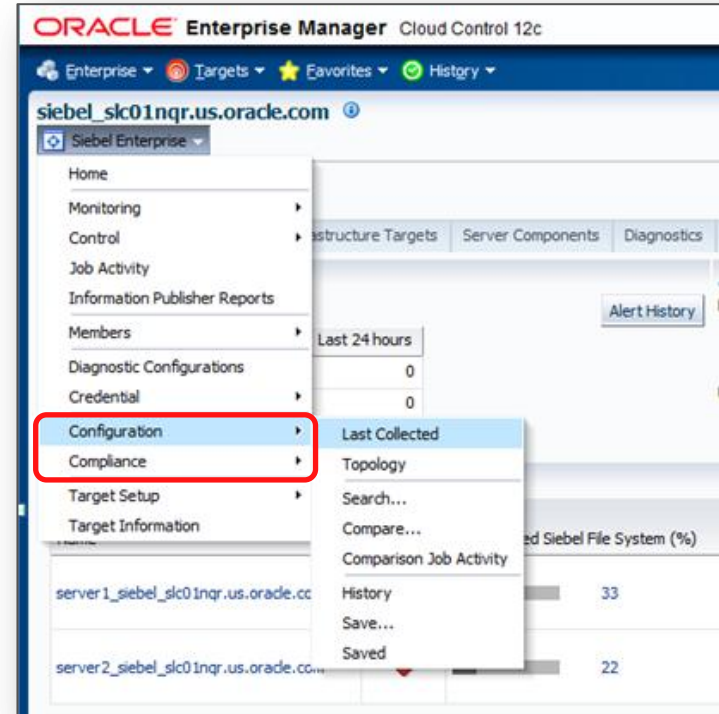 ORACLE Enterprise Manager Cloud Control 12c
Enterprise Targets Favorites History
siebel_slc01nqr.us.oracle.com
Siebel Enterprise
Home
Monitoring
Control
Job Activity
Information Publisher Reports
Members
Diagnostic Configurations
Credential
Configuration
Compliance
Target Setup
Target Information
astructure Targets Server Components Diagnostics
Alert History
Last 24 hours
0
0
Last Collected
Topology
Search...
Compare...
Comparison Job Activity
History
Save...
Saved
ed Siebel File System (%)
server1_siebel_slc01nqr.us.oracle.cc
33
server2_siebel_slc01nqr.us.oracle.com
22